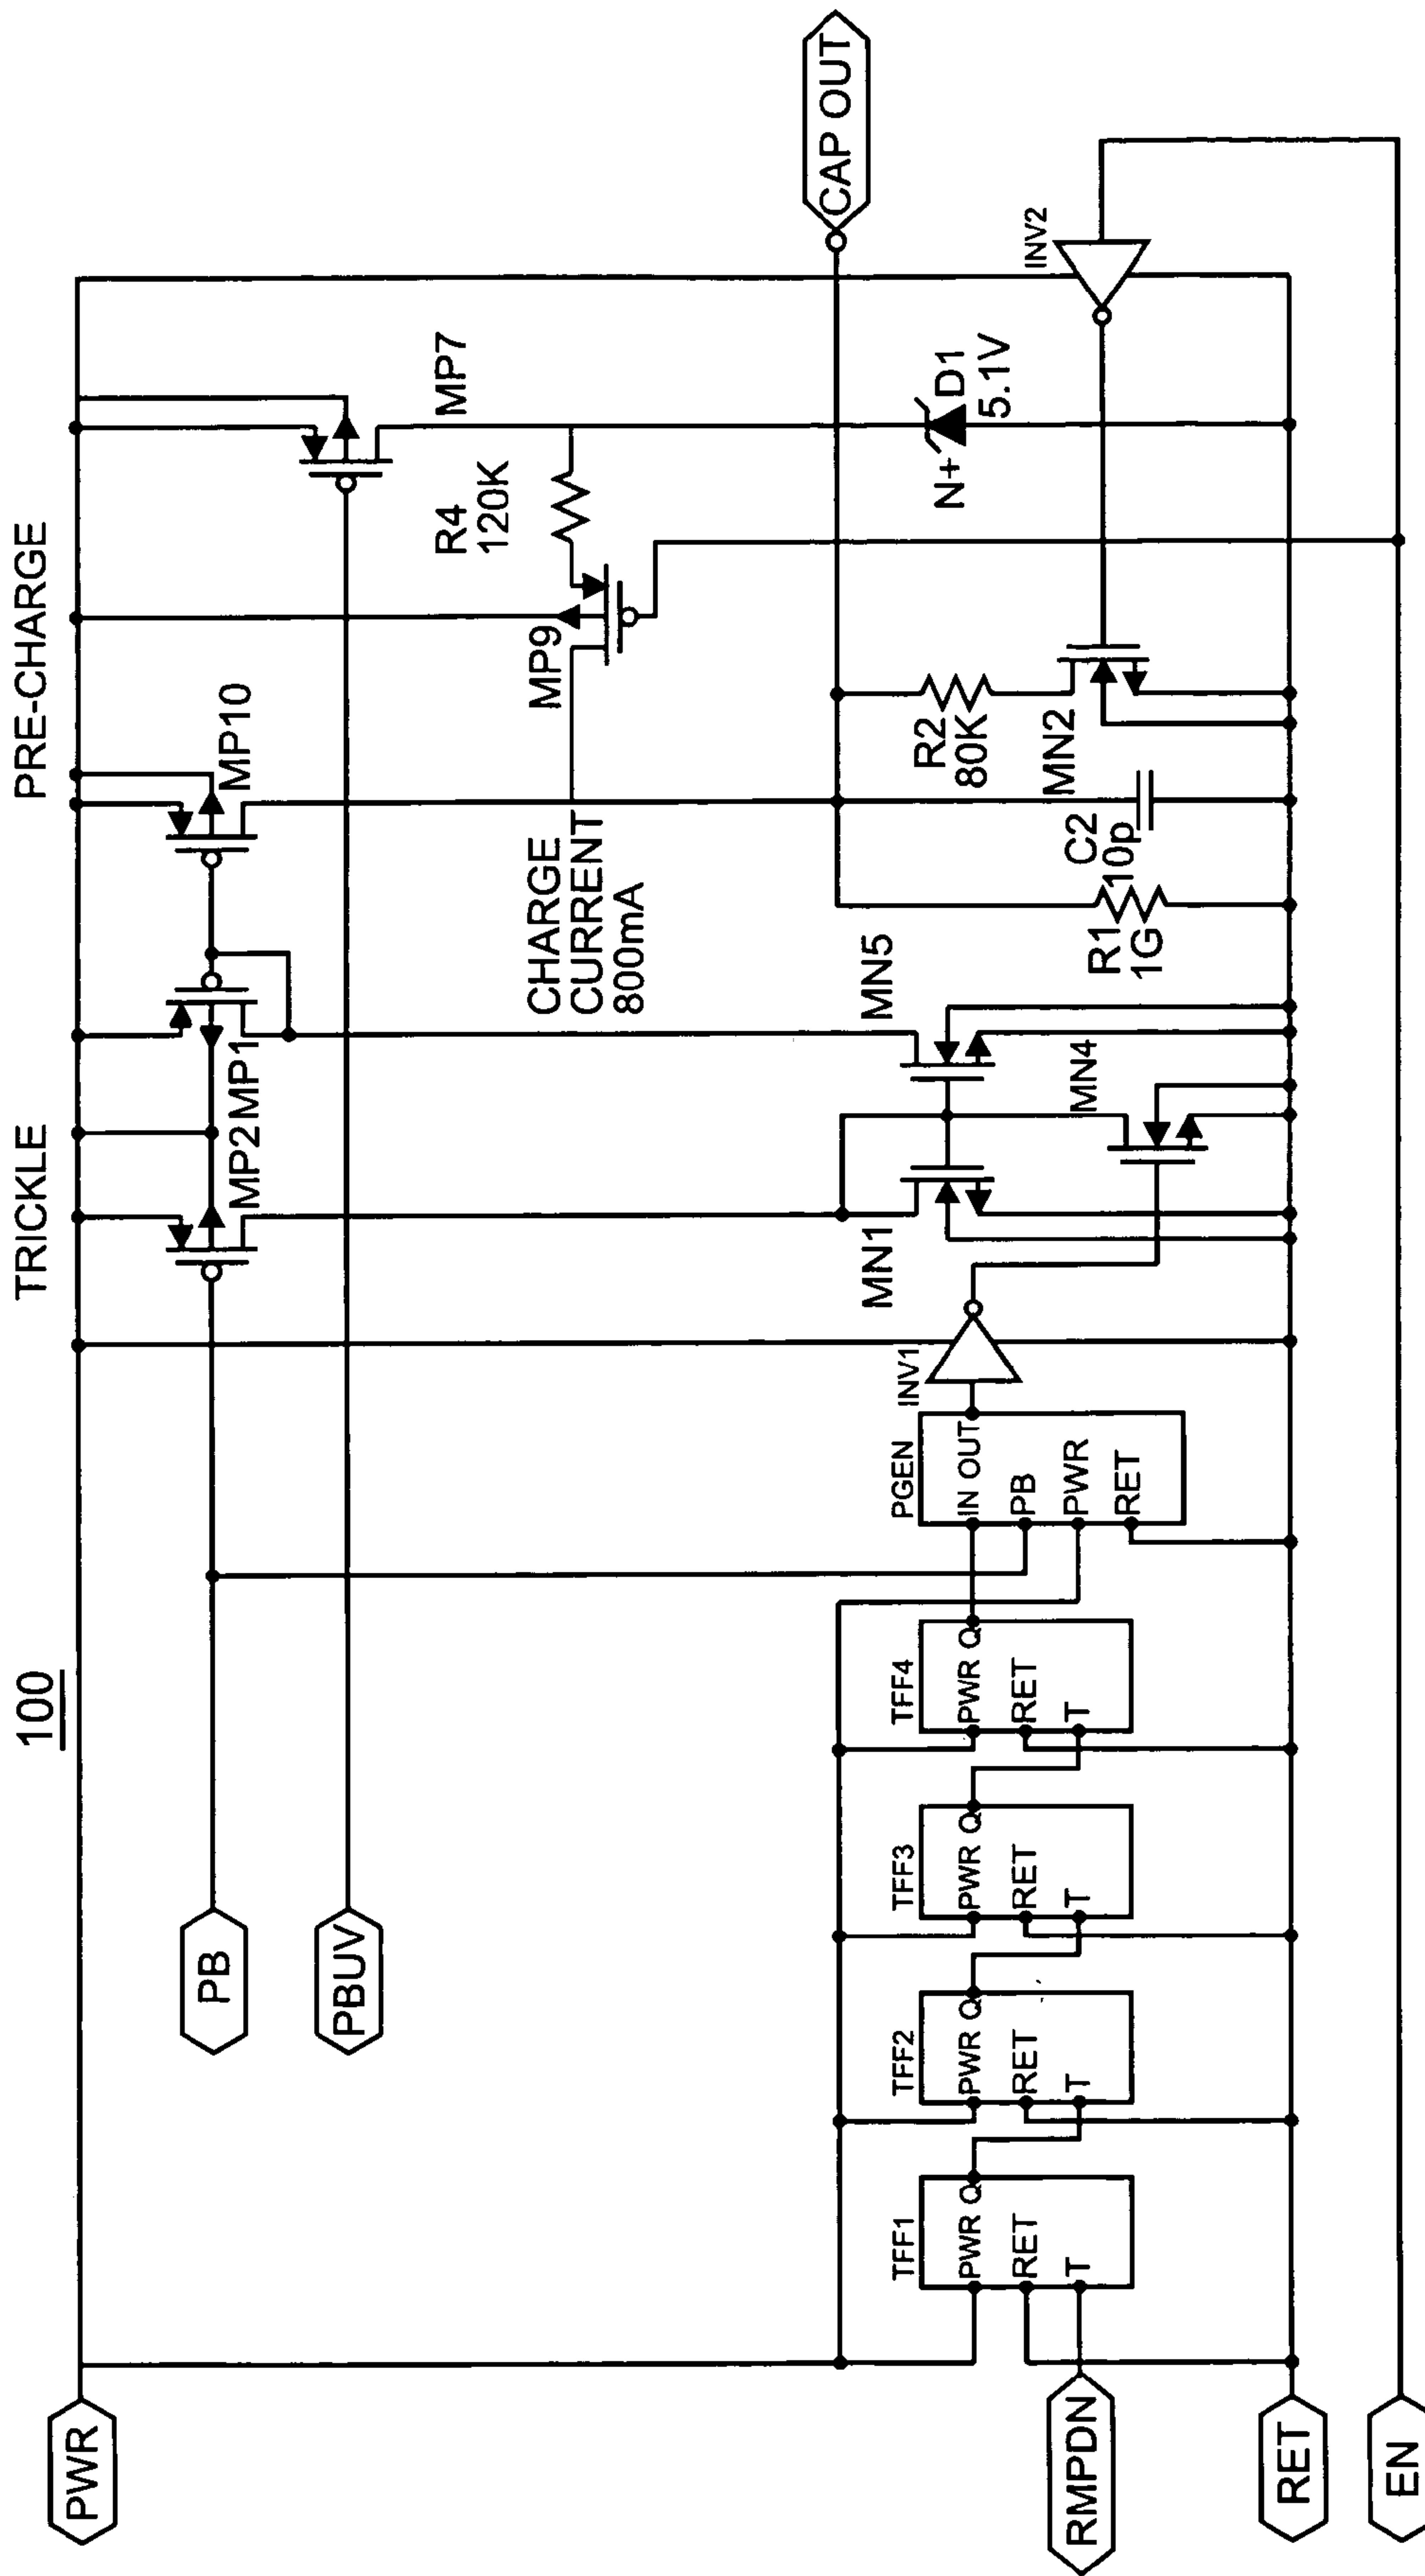 100
TRICKLE
PRE-CHARGE
PWR
PB
PBUV
MP2
MP1
MP10
MP7
R4
120K
MP9
CHARGE
CURRENT
800mA
CAP OUT
TFF1
PWR Q
RET
T
TFF2
PWR Q
RET
T
TFF3
PWR Q
RET
T
TFF4
PWR Q
RET
T
PGEN
IN OUT
PB
PWR
RET
INV1
MN1
MN5
MN4
R1
1G
C2
10p
R2
80K
MN2
N+
D1
5.1V
INV2
RMPDN
RET
EN